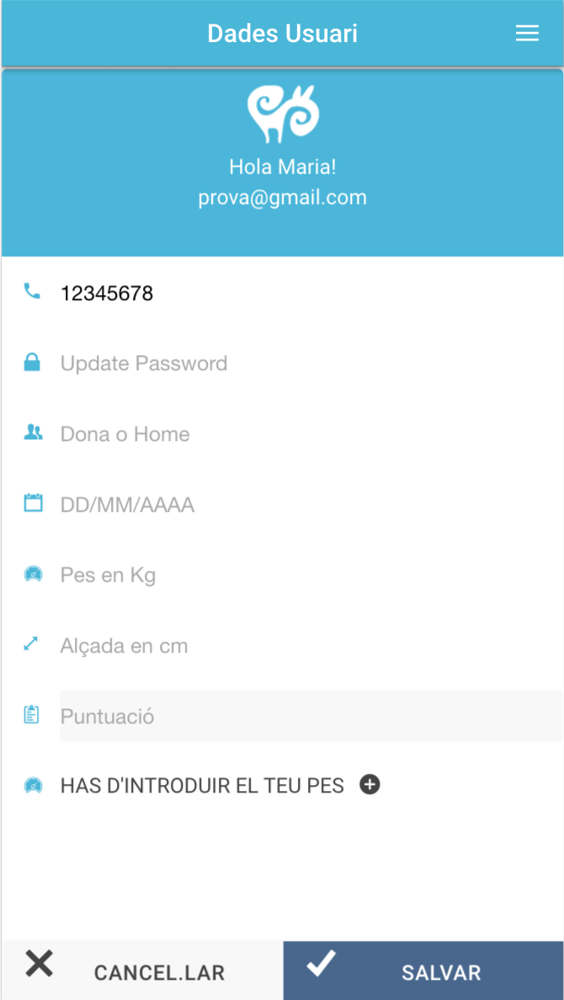 Dades Usuari
Hola Maria!
prova@gmail.com
12345678
Update Password
Dona o Home
DD/MM/AAAA
Pes en Kg
Alçada en cm
Puntuació
HAS D'INTRODUIR EL TEU PES
CANCEL.LAR
SALVAR